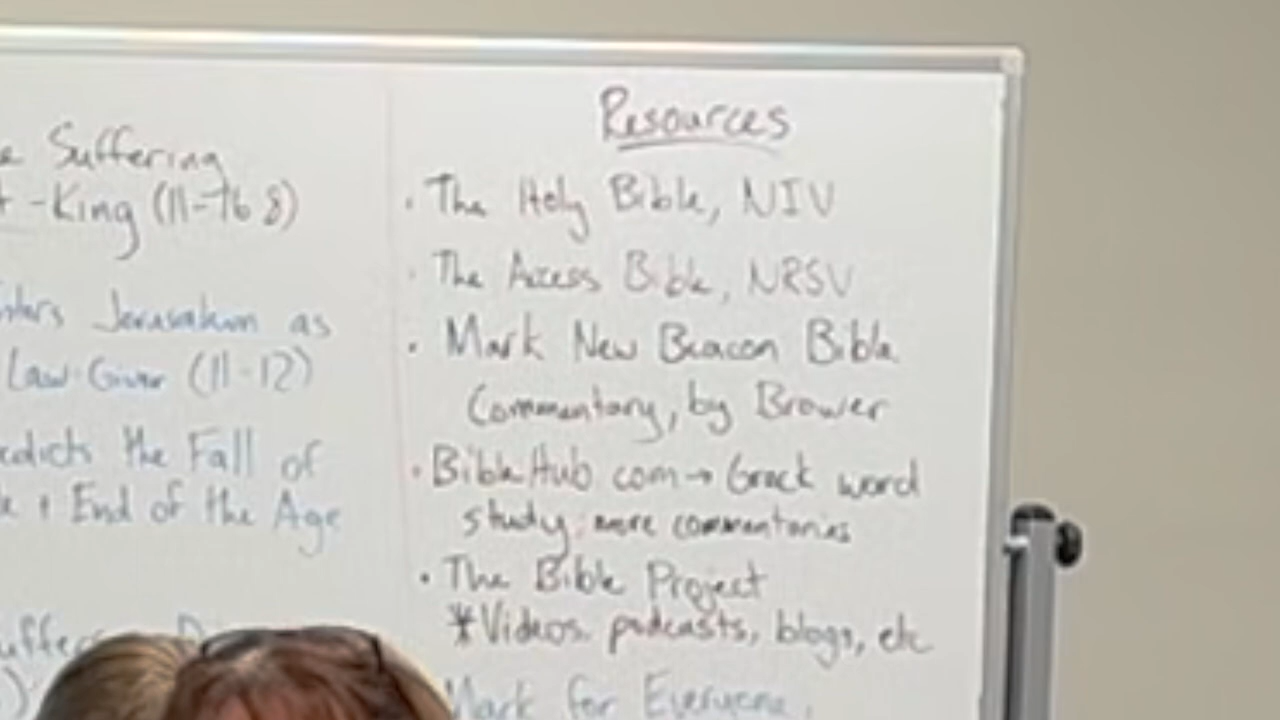 Suffering
-King (11-16:8)
Jerusalem as
Law-Giver (11-12)
the Fall of
+ End of the Age
Resources
· The Holy Bible, NIV
· The Access Bible, NRSV
· Mark New Beacon Bible
Commentary, by Brower
· BibleHub.com → Greek word
study, more commentaries
· The Bible Project
*Videos, podcasts, blogs, etc
Mark for Everyone,